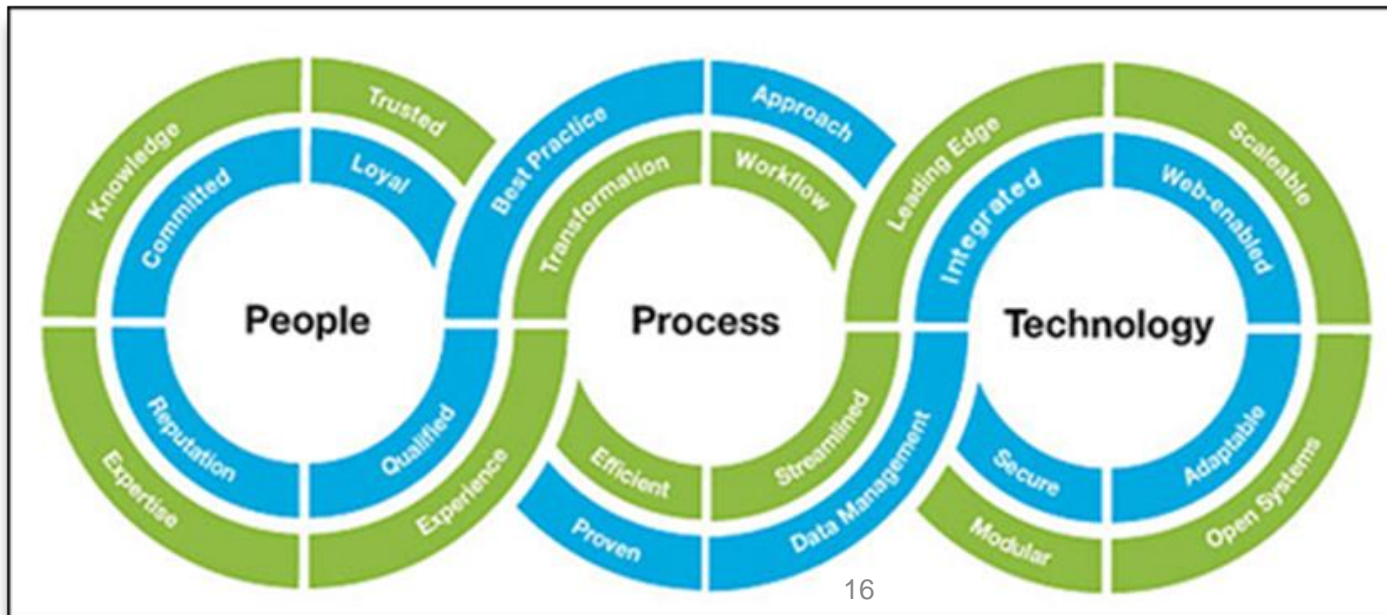 Knowledge
Trusted
Committed
Loyal
People
Reputation
Qualified
Expertise
Experience
Best Practice
Approach
Transformation
Workflow
Process
Efficient
Streamlined
Proven
Data Management
Leading Edge
Scaleable
Integrated
Web-enabled
Technology
Secure
Adaptable
Modular
Open Systems
16